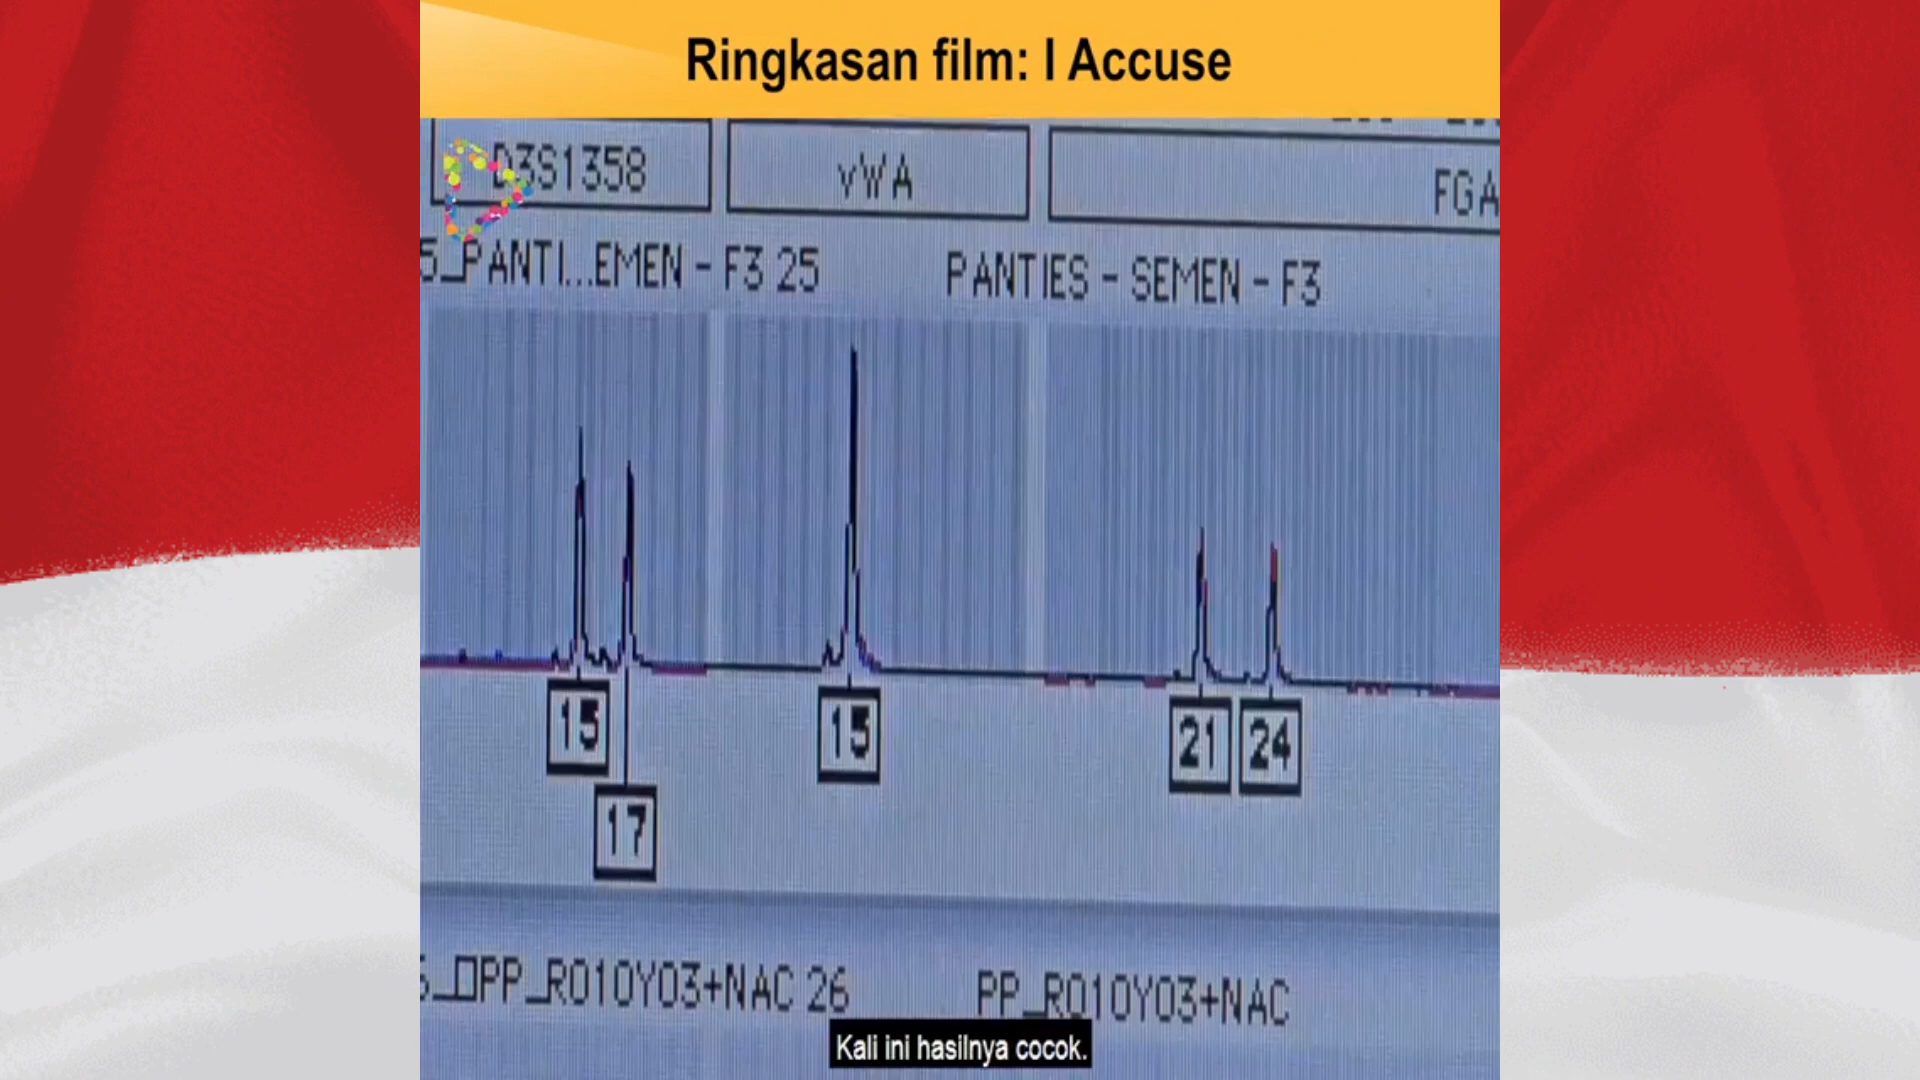 Ringkasan film: I Accuse
D3S1358 vWA FGA
5_PANTI...EMEN - F3 25 PANTIES - SEMEN - F3
15 15 21 24
17
PP_R010Y03+NAC 26 PP_R010Y03+NAC
Kali ini hasilnya cocok.